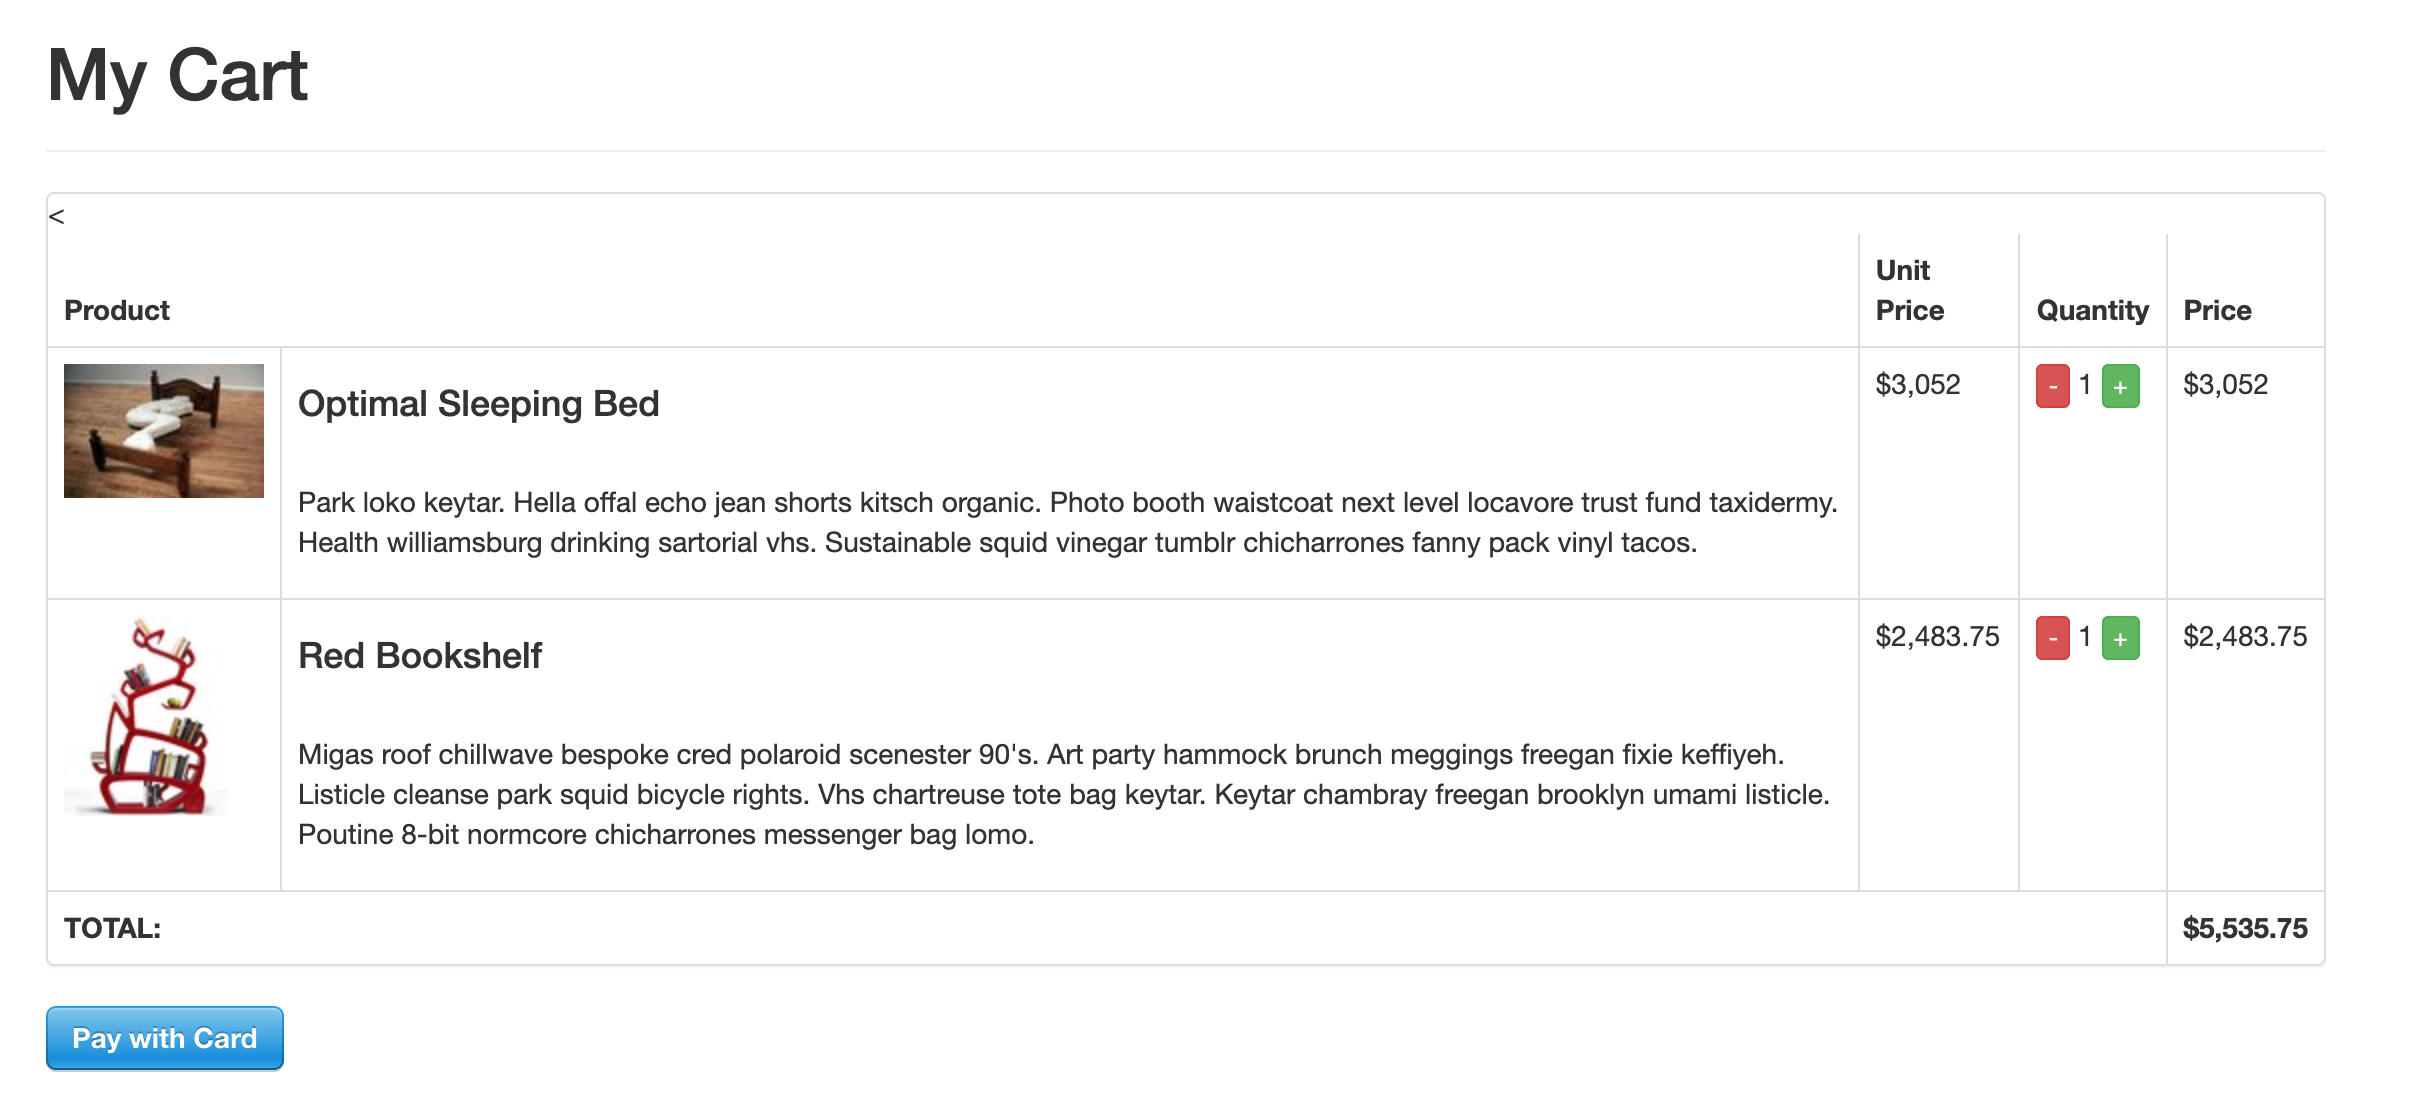 My Cart
<
Product
Unit
Price
Quantity
Price
Optimal Sleeping Bed
$3,052
- 1 +
$3,052
Park loko keytar. Hella offal echo jean shorts kitsch organic. Photo booth waistcoat next level locavore trust fund taxidermy.
Health williamsburg drinking sartorial vhs. Sustainable squid vinegar tumblr chicharrones fanny pack vinyl tacos.
Red Bookshelf
$2,483.75
- 1 +
$2,483.75
Migas roof chillwave bespoke cred polaroid scenester 90's. Art party hammock brunch meggings freegan fixie keffiyeh.
Listicle cleanse park squid bicycle rights. Vhs chartreuse tote bag keytar. Keytar chambray freegan brooklyn umami listicle.
Poutine 8-bit normcore chicharrones messenger bag lomo.
TOTAL:
$5,535.75
Pay with Card